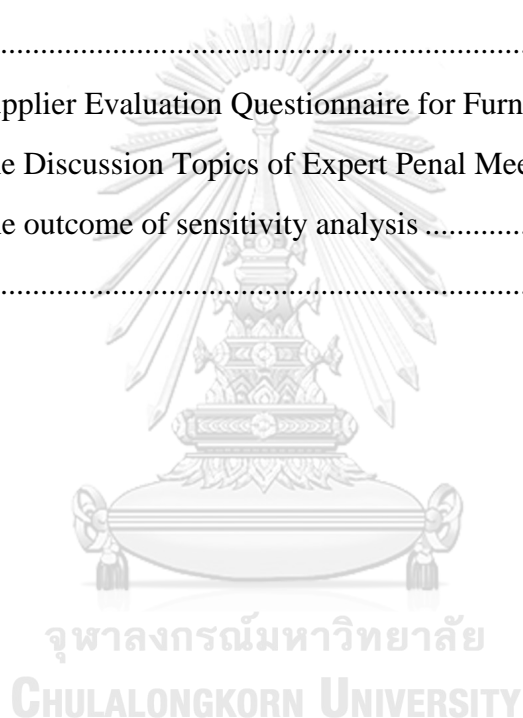 ................................................................
pplier Evaluation Questionnaire for Furn
e Discussion Topics of Expert Penal Mee
e outcome of sensitivity analysis ..............
................................................................
จุฬาลงกรณ์มหาวิทยาลัย
CHULALONGKORN UNIVERSITY